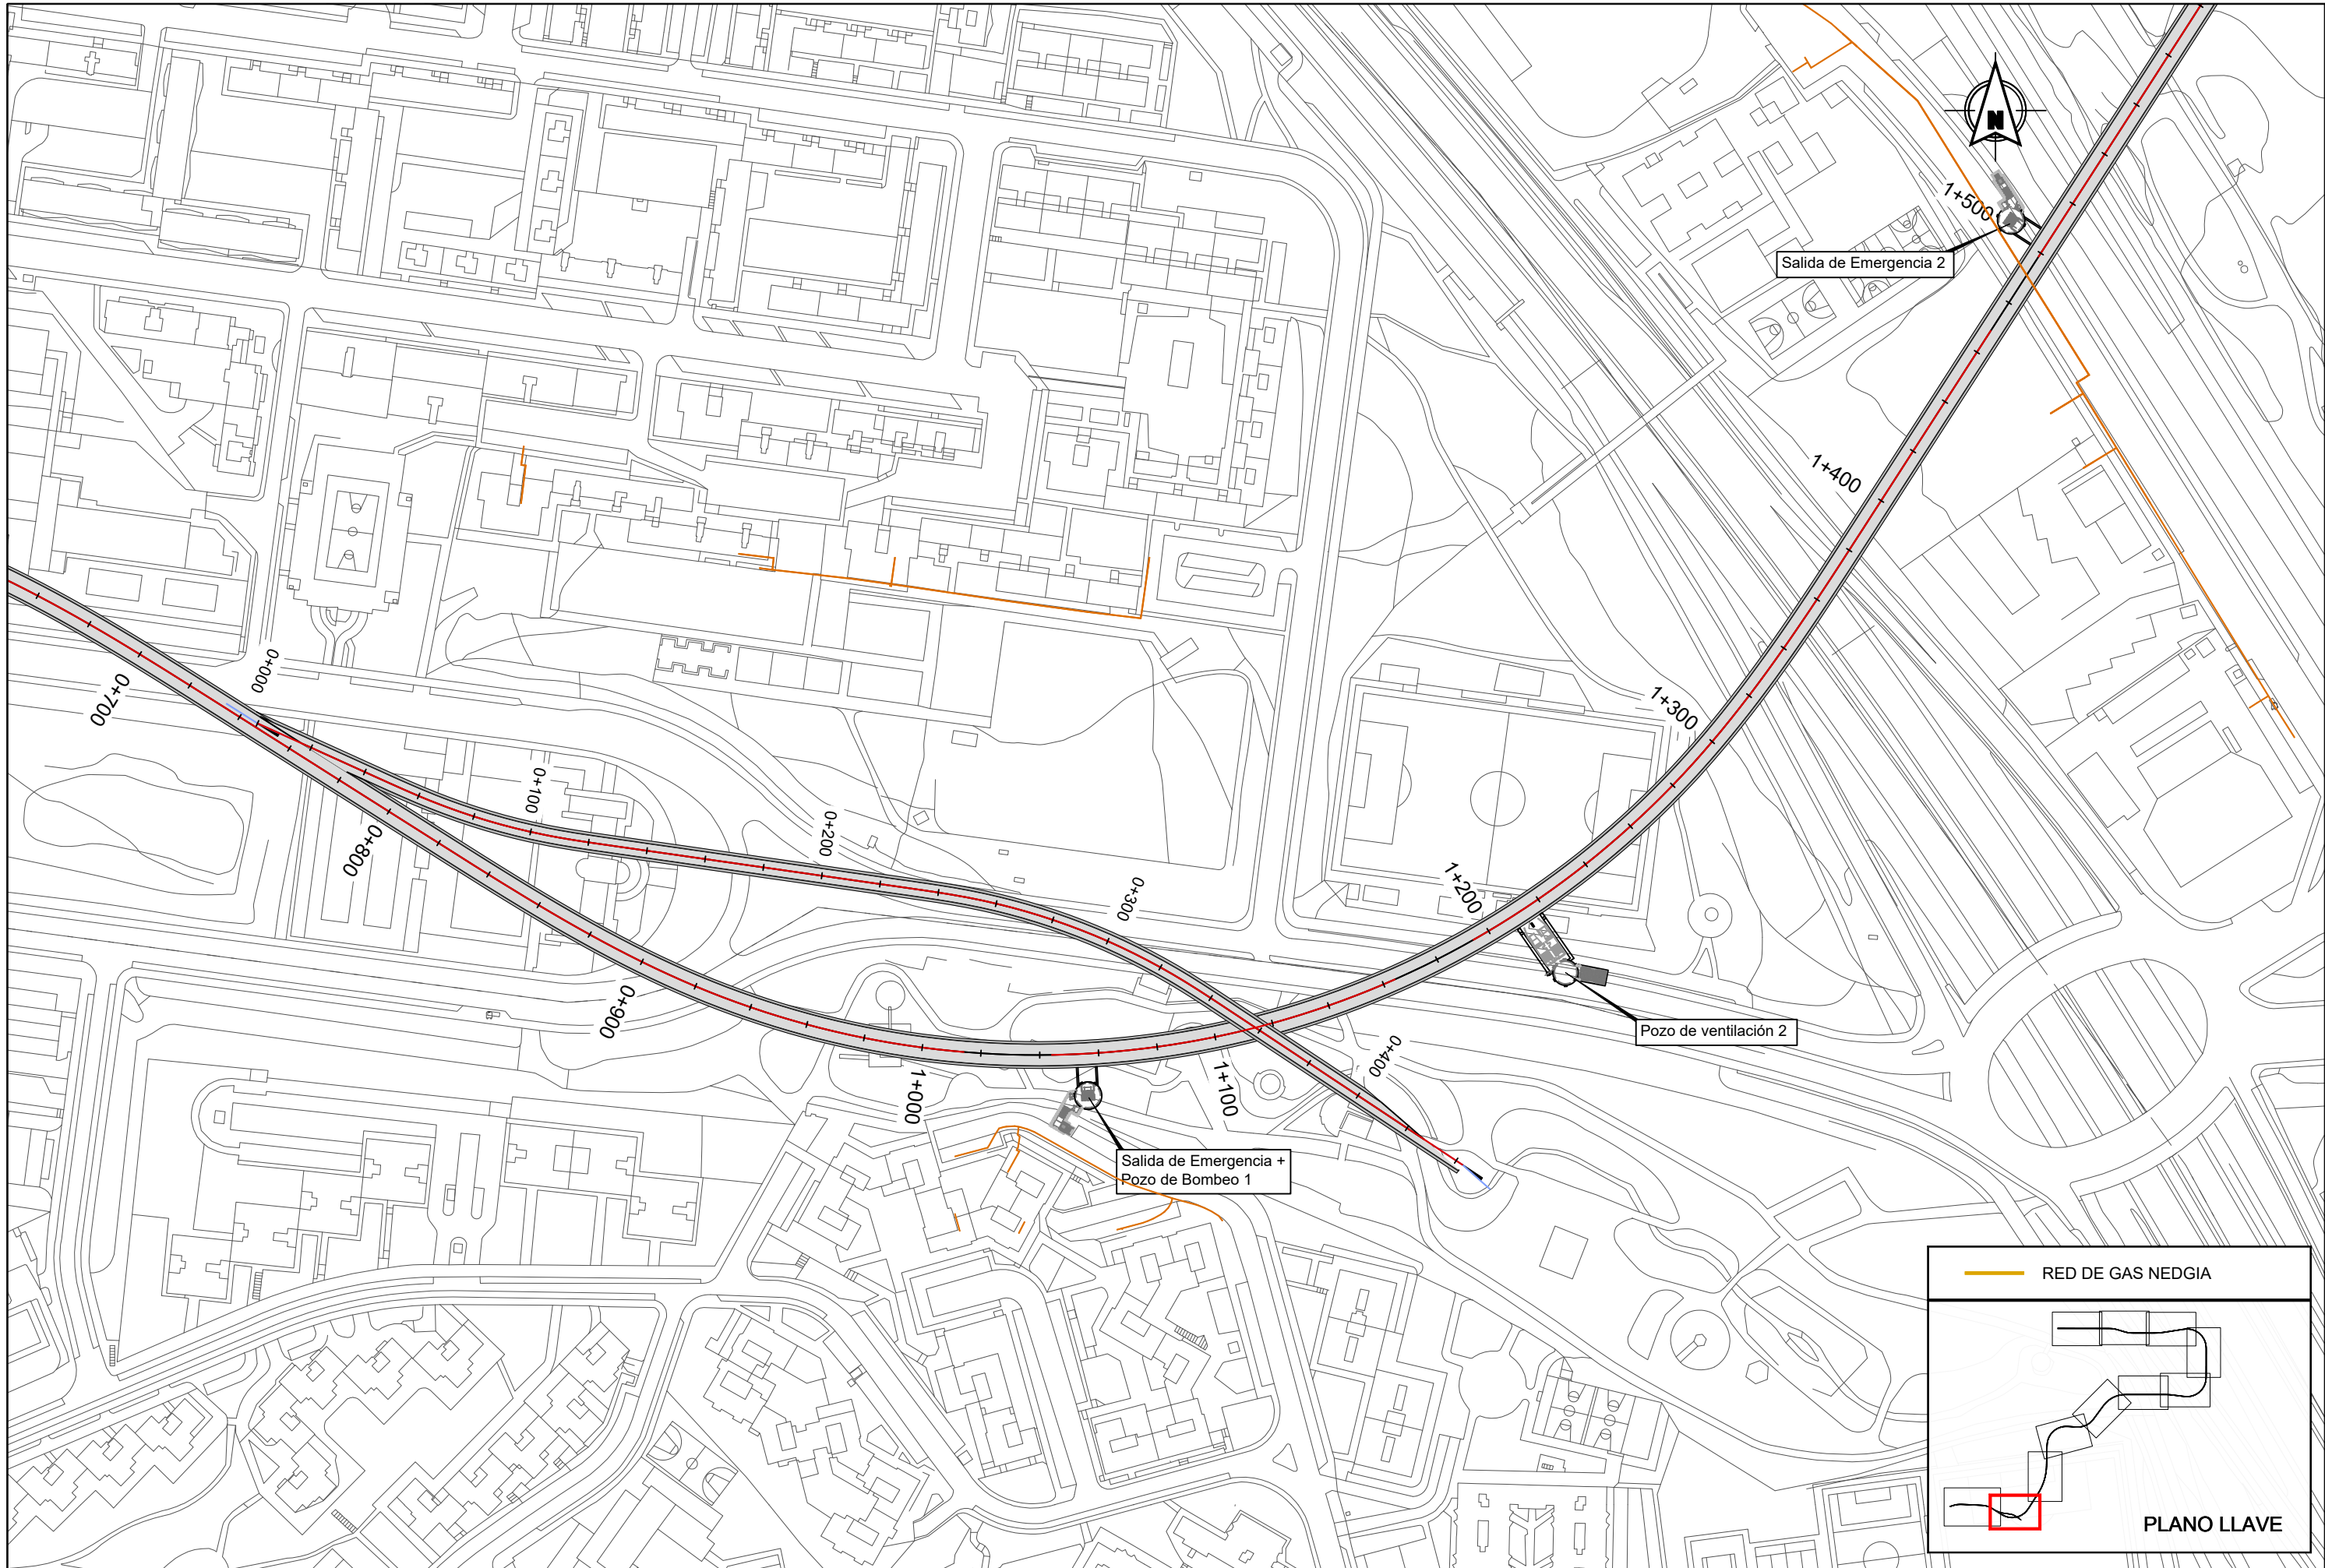 N
1+500
Salida de Emergencia 2
1+400
0+000
0+700
1+300
0+100
0+200
0+800
0+300
1+200
0+900
Pozo de ventilación 2
0+400
1+000
1+100
Salida de Emergencia +
Pozo de Bombeo 1
RED DE GAS NEDGIA
PLANO LLAVE